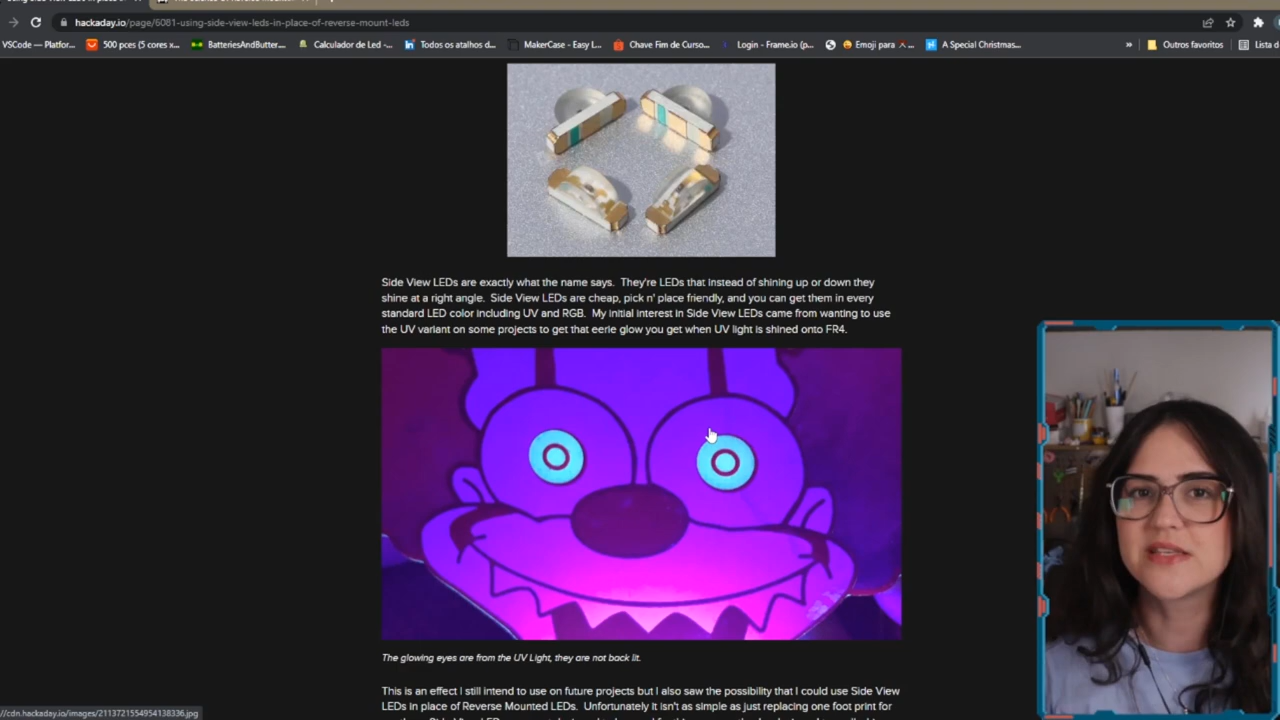 hackaday.io/page/6081-using-side-view-leds-in-place-of-reverse-mount-leds
VSCode — Platfor...
500 pces (5 cores x...
BatteriesAndButter...
Calculador de Led -...
Todos os atalhos d...
MakerCase - Easy L...
Chave Fim de Curso...
Login - Frame.io (p...
Emoji para
A Special Christmas...
»
Outros favoritos
Lista d
Side View LEDs are exactly what the name says. They're LEDs that instead of shining up or down they
shine at a right angle. Side View LEDs are cheap, pick n' place friendly, and you can get them in every
standard LED color including UV and RGB. My initial interest in Side View LEDs came from wanting to use
the UV variant on some projects to get that eerie glow you get when UV light is shined onto FR4.
The glowing eyes are from the UV Light, they are not back lit.
This is an effect I still intend to use on future projects but I also saw the possibility that I could use Side View
LEDs in place of Reverse Mounted LEDs. Unfortunately it isn't as simple as just replacing one foot print for
//cdn.hackaday.io/images/2113721554954138336.jpg